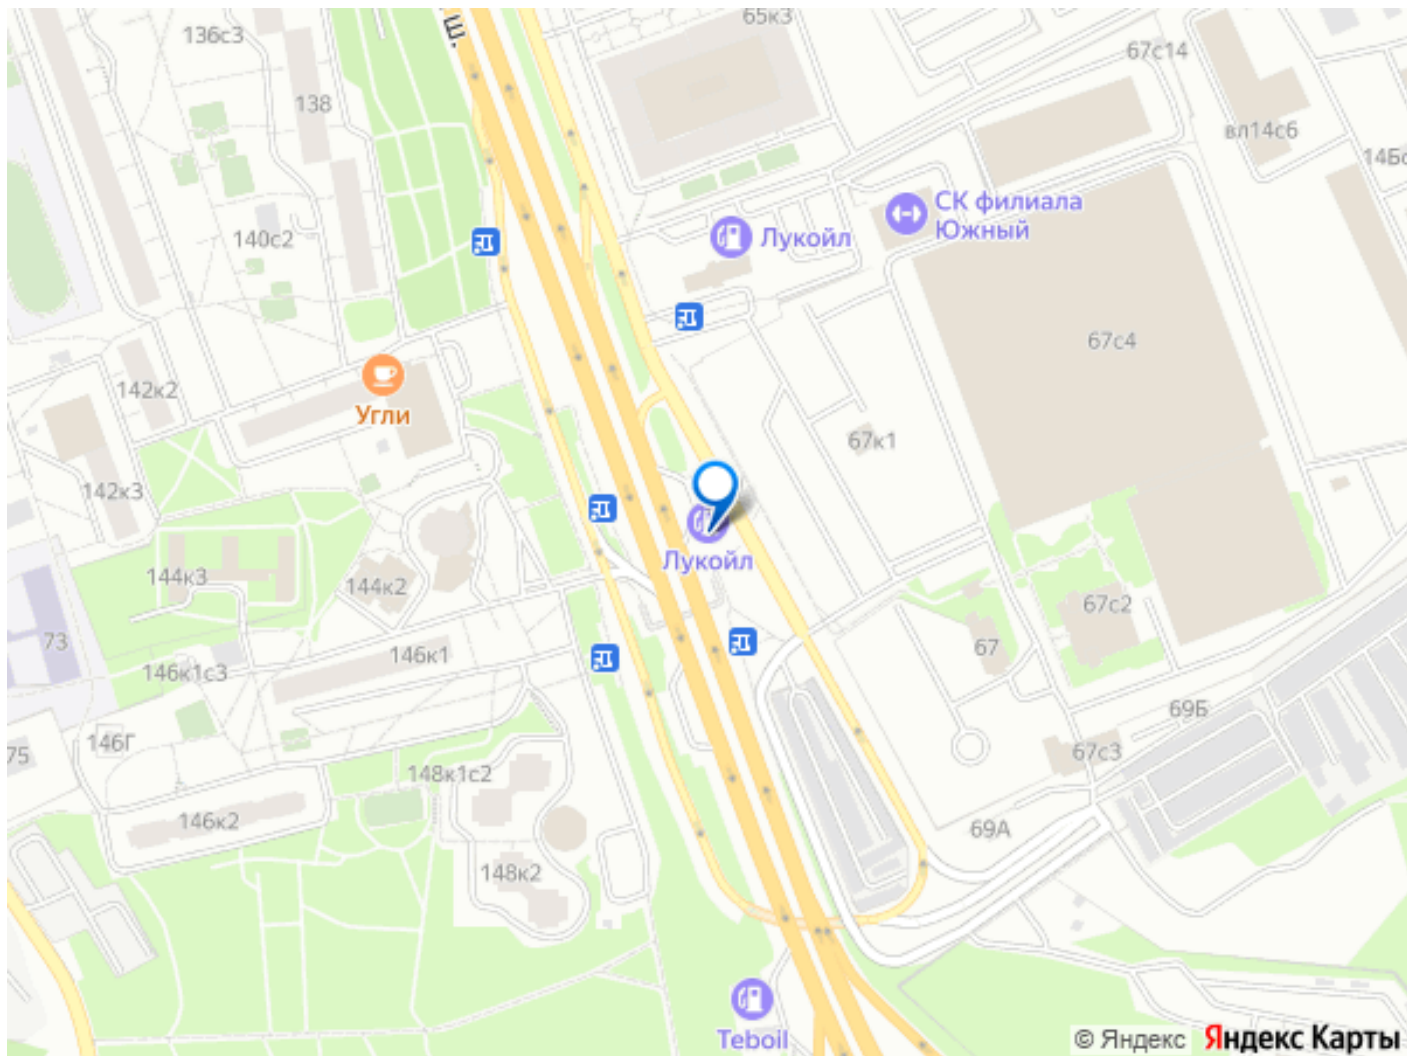 65к3
136с3
ш.
67с14
138
вл14с6
14Бс
СК филиала
Южный
140с2
Лукойл
67с4
142к2
Угли
67к1
142к3
Лукойл
144к3
144к2
67с2
73
146к1
67
146к1с3
69Б
146Г
75
67с3
148к1с2
146к2
69А
148к2
Teboil
© Яндекс
Яндекс Карты